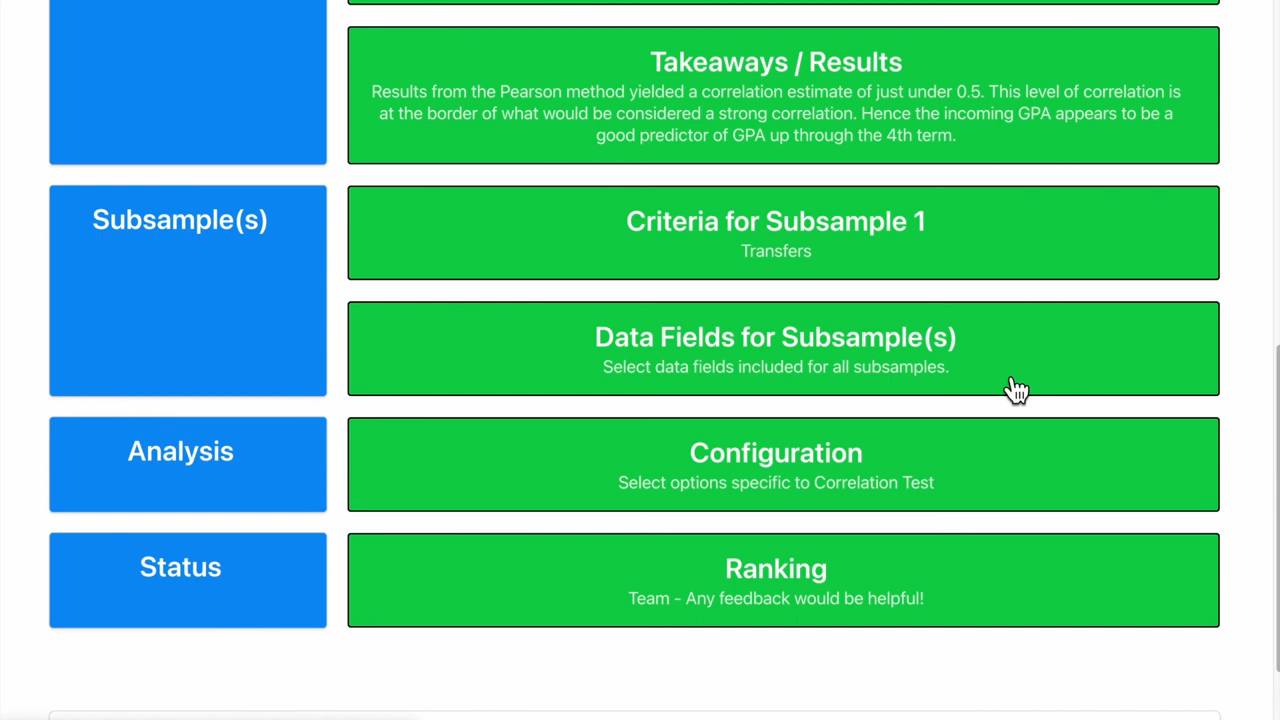 Takeaways / Results
Results from the Pearson method yielded a correlation estimate of just under 0.5. This level of correlation is
at the border of what would be considered a strong correlation. Hence the incoming GPA appears to be a
good predictor of GPA up through the 4th term.
Subsample(s)
Criteria for Subsample 1
Transfers
Data Fields for Subsample(s)
Select data fields included for all subsamples.
Analysis
Configuration
Select options specific to Correlation Test
Status
Ranking
Team - Any feedback would be helpful!